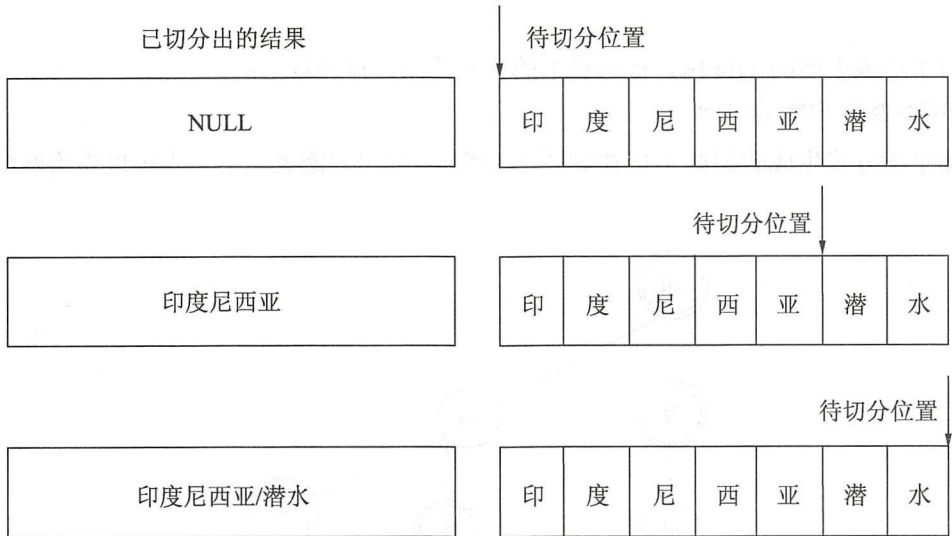 已切分出的结果
待切分位置
NULL
印 度 尼 西 亚 潜 水
待切分位置
印度尼西亚
印 度 尼 西 亚 潜 水
待切分位置
印度尼西亚/潜水
印 度 尼 西 亚 潜 水